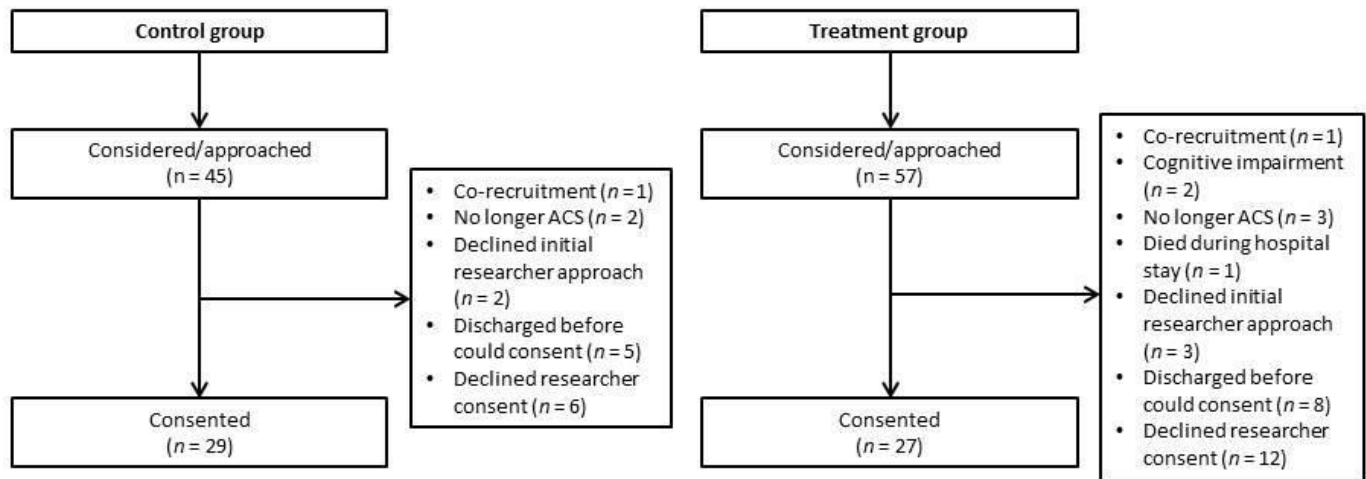 Control group
Considered/approached
(n = 45)
• Co-recruitment (n = 1)
• No longer ACS (n = 2)
• Declined initial
researcher approach
(n = 2)
• Discharged before
could consent (n = 5)
• Declined researcher
consent (n = 6)
Consented
(n = 29)
Treatment group
Considered/approached
(n = 57)
• Co-recruitment (n = 1)
• Cognitive impairment
(n = 2)
• No longer ACS (n = 3)
• Died during hospital
stay (n = 1)
• Declined initial
researcher approach
(n = 3)
• Discharged before
could consent (n = 8)
• Declined researcher
consent (n = 12)
Consented
(n = 27)